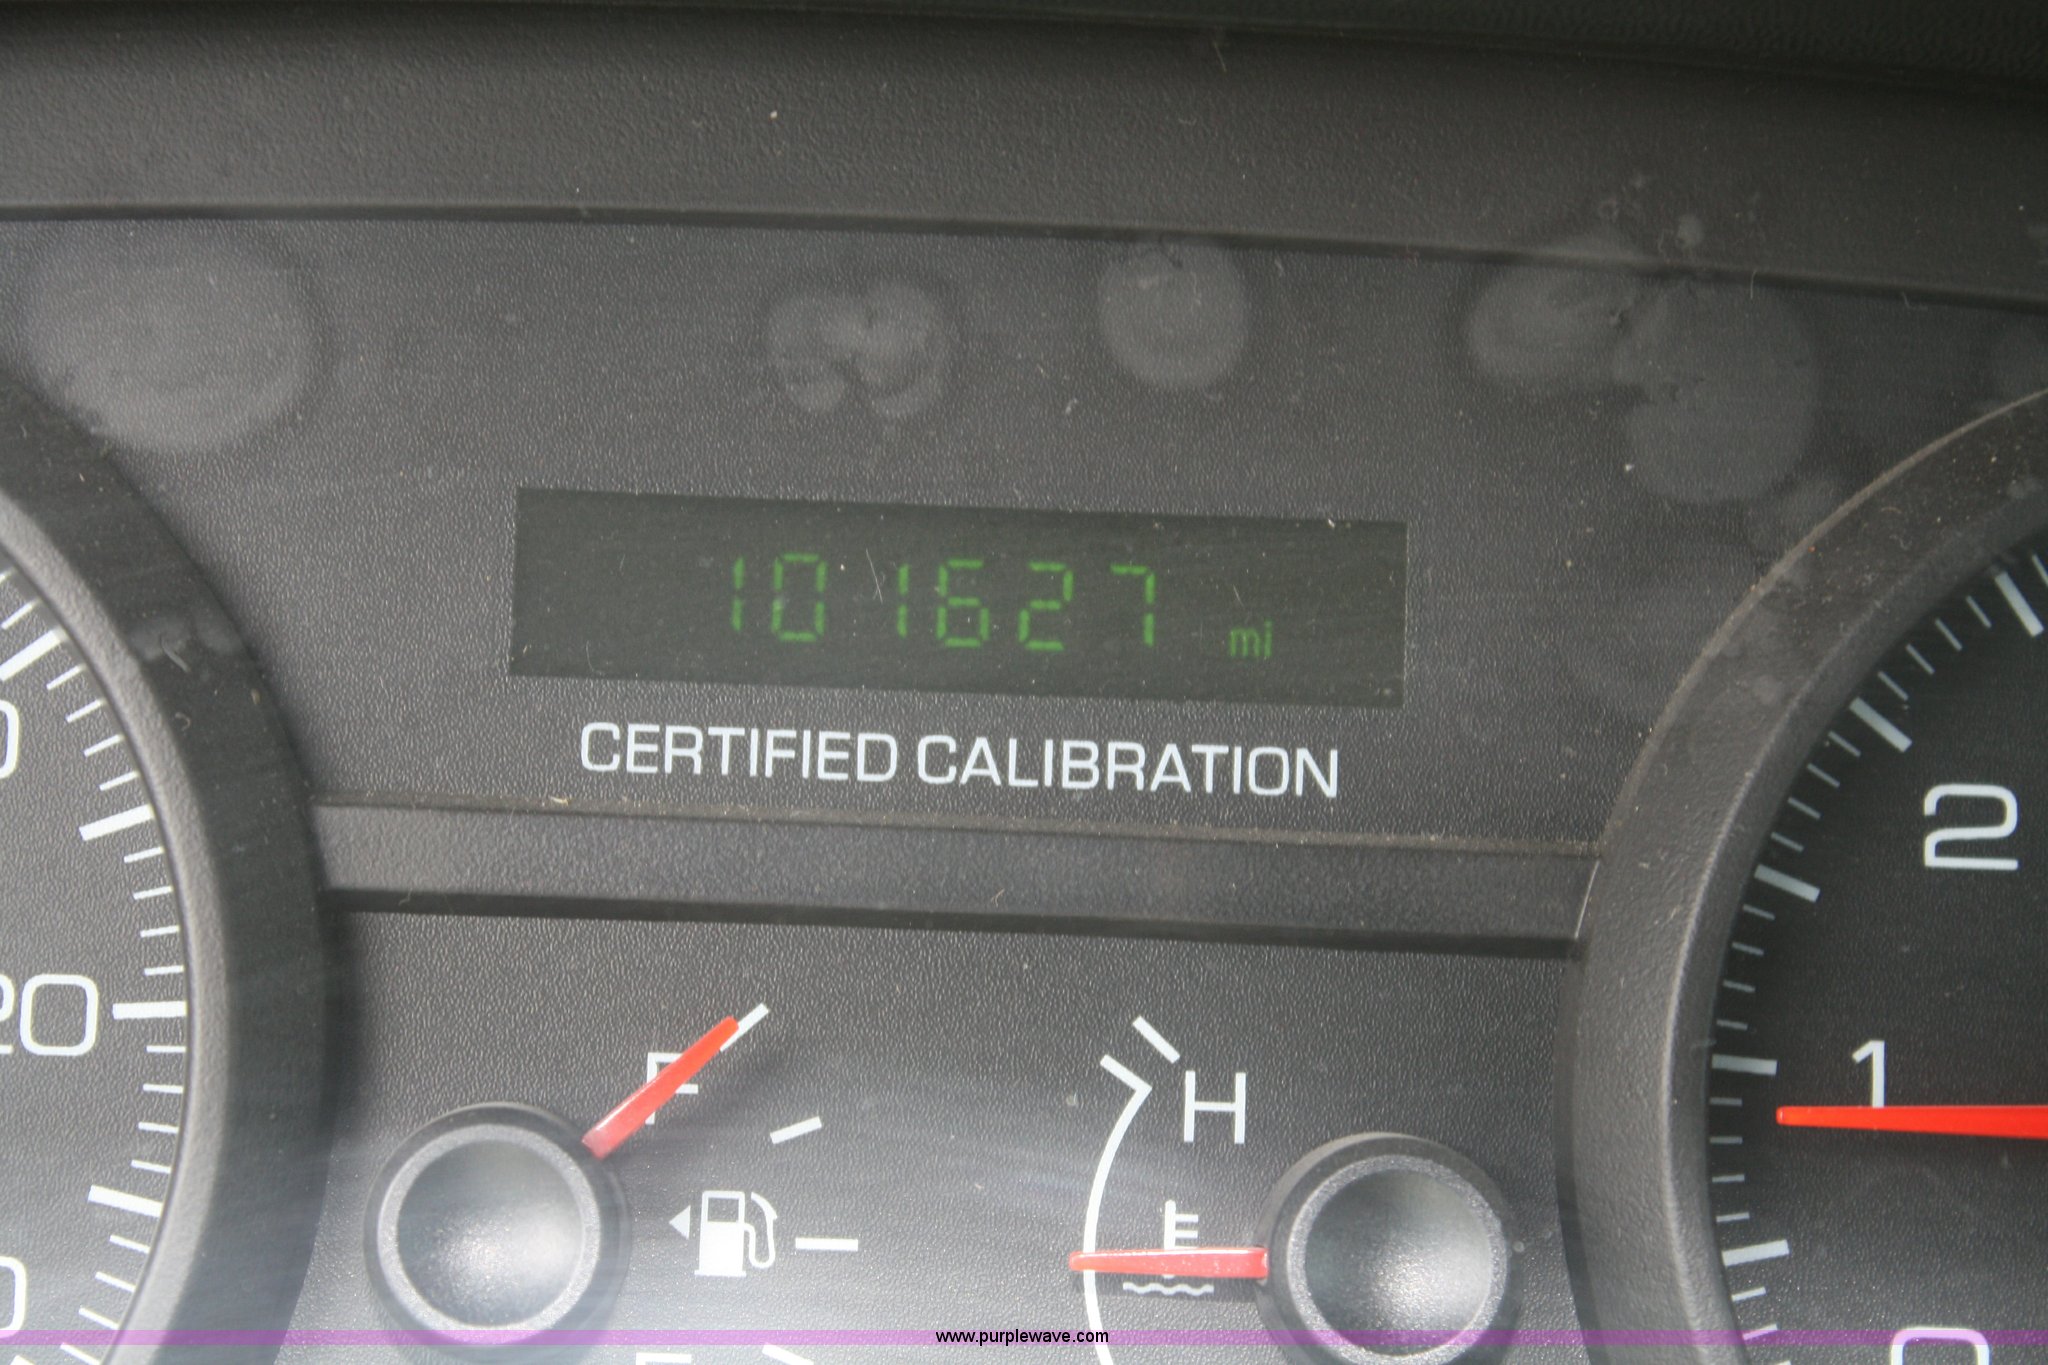 101627 mi
CERTIFIED CALIBRATION
2
20
F
H
1
www.purplewave.com